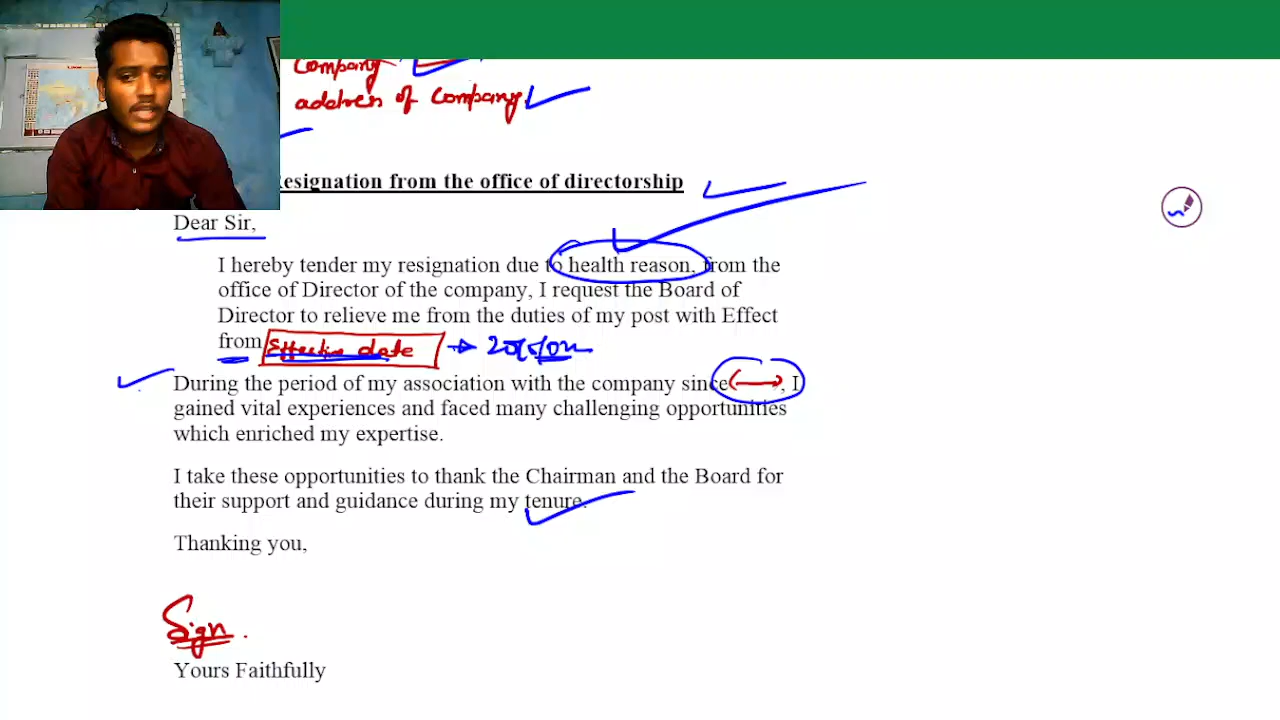 Company
address of Company
esignation from the office of directorship
Dear Sir,
I hereby tender my resignation due to health reason, from the
office of Director of the company, I request the Board of
Director to relieve me from the duties of my post with Effect
from Effective date
During the period of my association with the company since , I
gained vital experiences and faced many challenging opportunities
which enriched my expertise.
I take these opportunities to thank the Chairman and the Board for
their support and guidance during my tenure.
Thanking you,
Sign.
Yours Faithfully